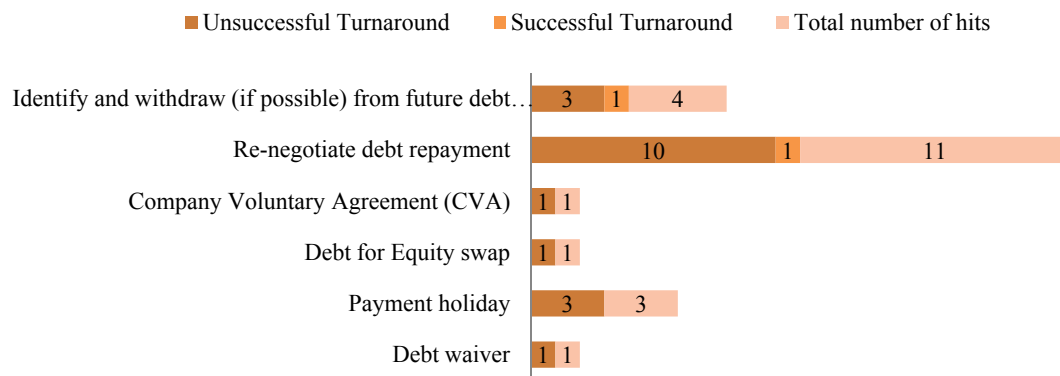 Unsuccessful Turnaround Successful Turnaround Total number of hits
Identify and withdraw (if possible) from future debt… 3 1 4
Re-negotiate debt repayment 10 1 11
Company Voluntary Agreement (CVA) 1 1
Debt for Equity swap 1 1
Payment holiday 3 3
Debt waiver 1 1